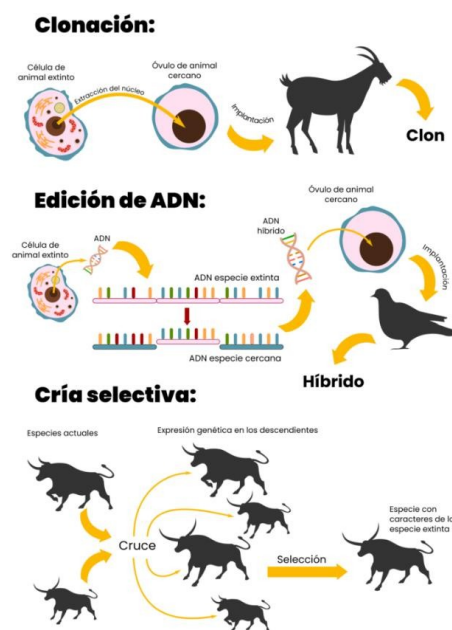 Clonación:
Célula de
animal extinto
Extracción del núcleo
Óvulo de animal
cercano
Implantación
Clon
Edición de ADN:
Célula de
animal extinto
ADN
ADN especie extinta
ADN especie cercana
ADN
híbrido
Óvulo de animal
cercano
Implantación
Híbrido
Cría selectiva:
Especies actuales
Expresión genética en los descendientes
Cruce
Selección
Especie con
caracteres de la
especie extinta